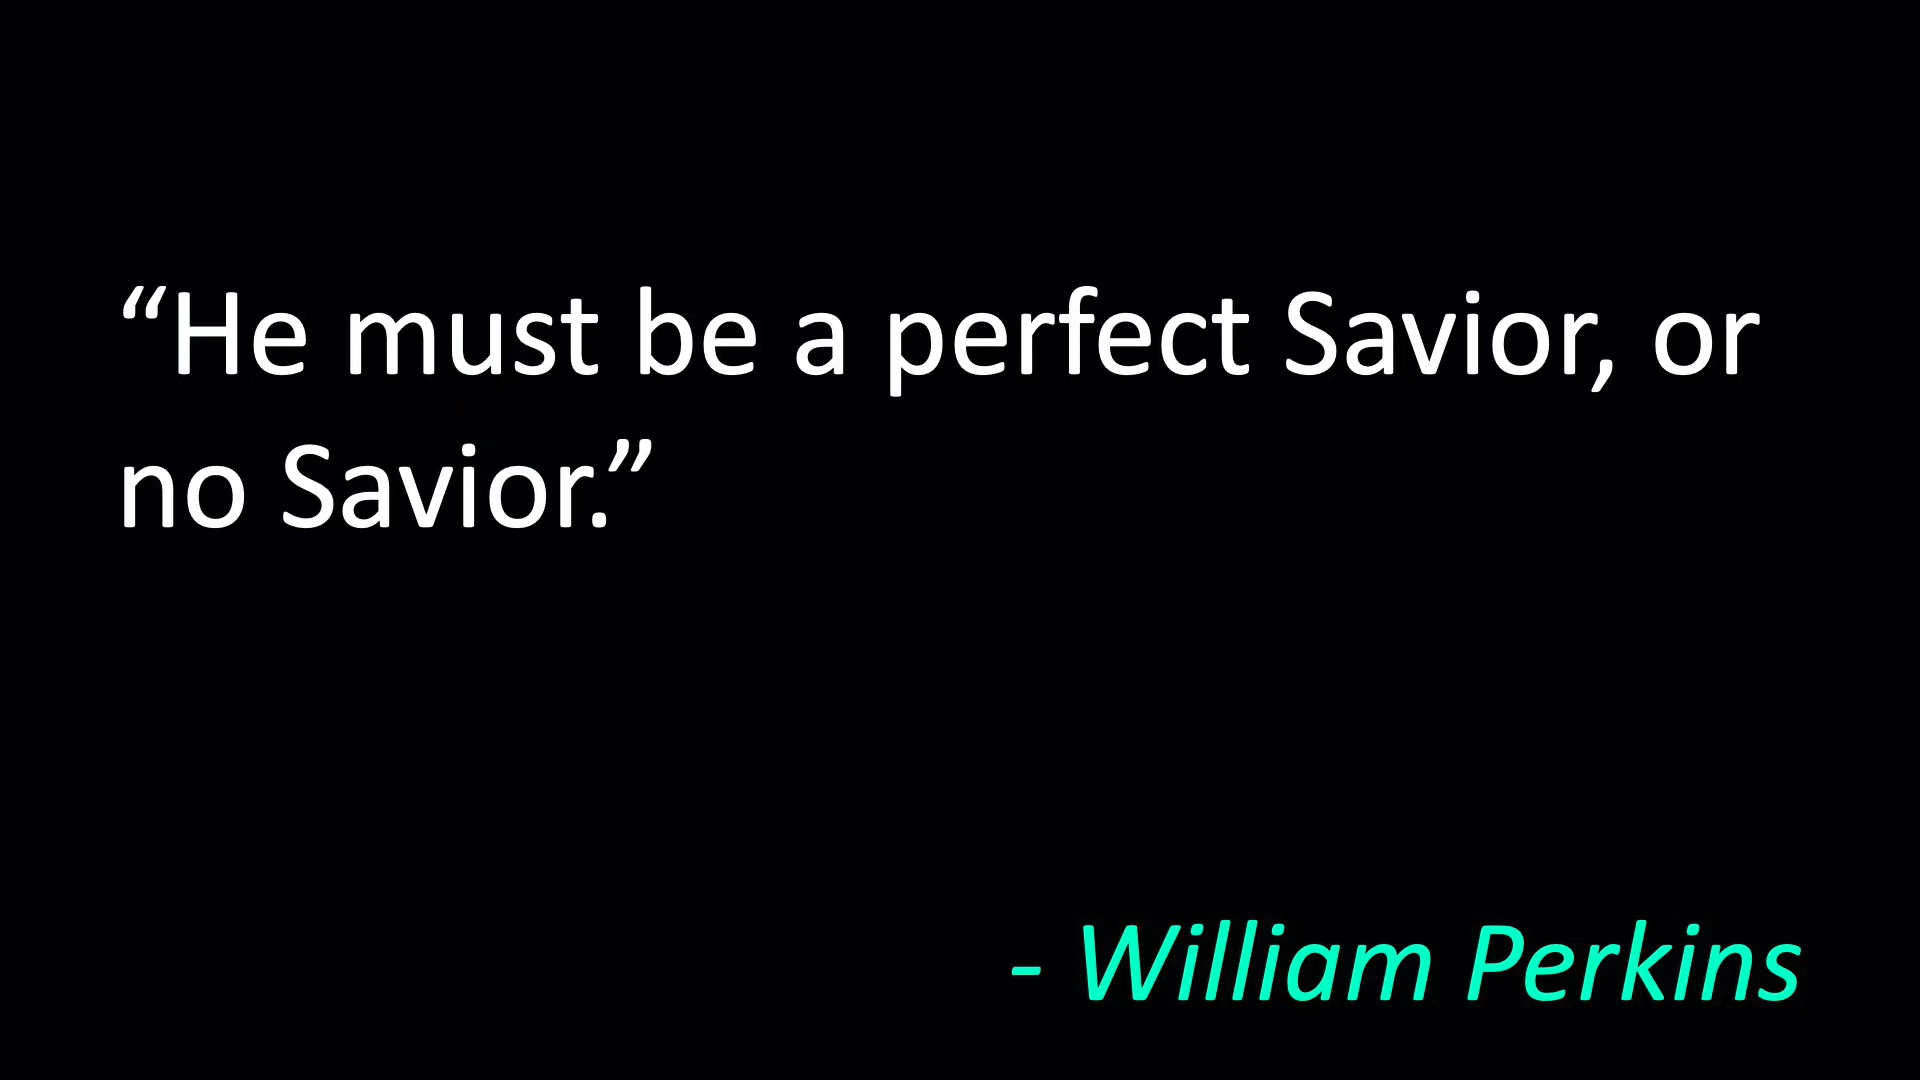 “He must be a perfect Savior, or
no Savior.”
- William Perkins